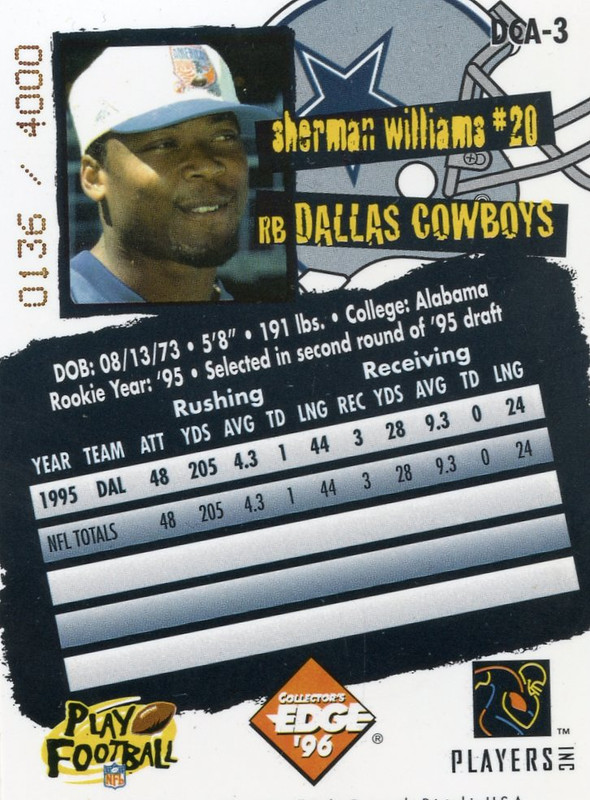 DCA-3
0136 / 4000
sherman williams #20
RB DALLAS COWBOYS
DOB: 08/13/73 • 5'8" • 191 lbs. • College: Alabama
Rookie Year: '95 • Selected in second round of '95 draft
Rushing Receiving
YEAR TEAM ATT YDS AVG TD LNG REC YDS AVG TD LNG
1995 DAL 48 205 4.3 1 44 3 28 9.3 0 24
NFL TOTALS 48 205 4.3 1 44 3 28 9.3 0 24
PLAY
FOOTBALL
NFL
COLLECTOR'S
EDGE ®
'96
PLAYERS INC ™